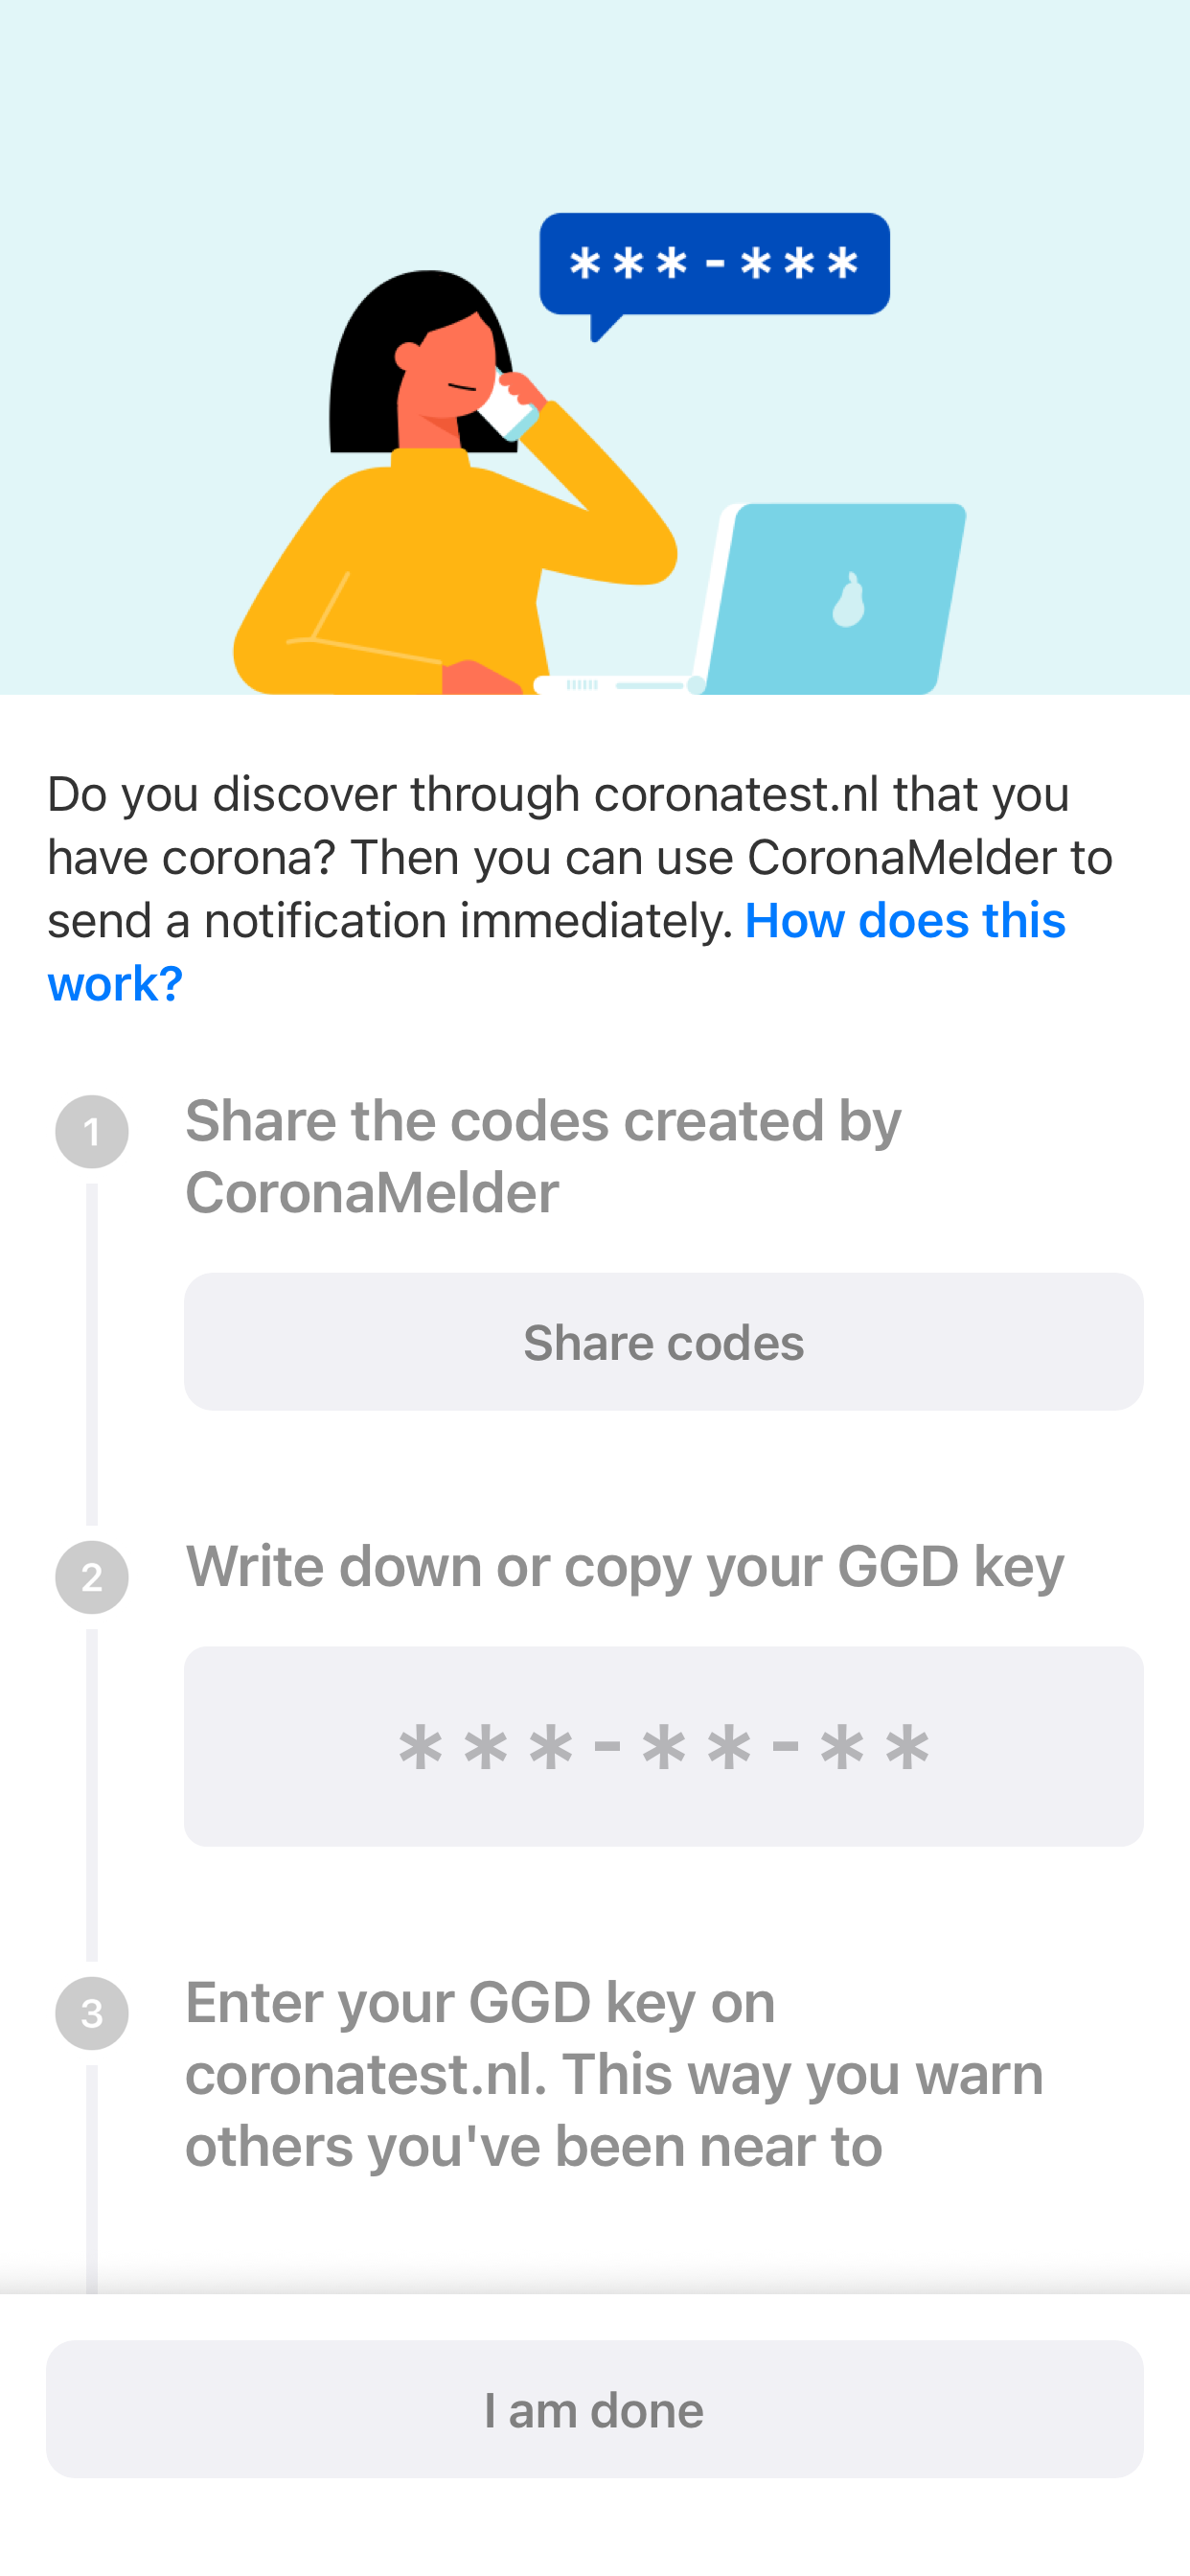 ***-***
Do you discover through coronatest.nl that you
have corona? Then you can use CoronaMelder to
send a notification immediately. How does this
work?
1
Share the codes created by
CoronaMelder
Share codes
2
Write down or copy your GGD key
***-**-**
3
Enter your GGD key on
coronatest.nl. This way you warn
others you've been near to
I am done